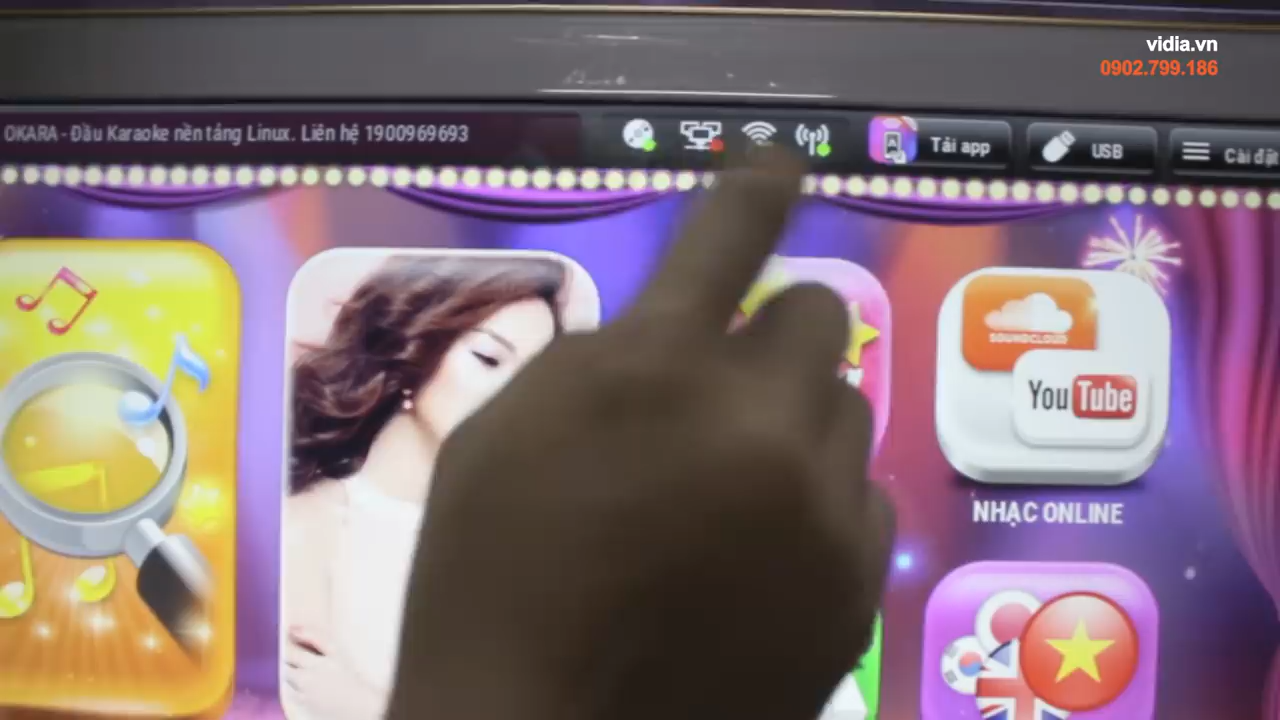 vidia.vn
0902.799.186
OKARA - Đầu Karaoke nền tảng Linux. Liên hệ 1900969693
Tải app
USB
Cài đặt
SOUNDCLOUD
YouTube
NHẠC ONLINE